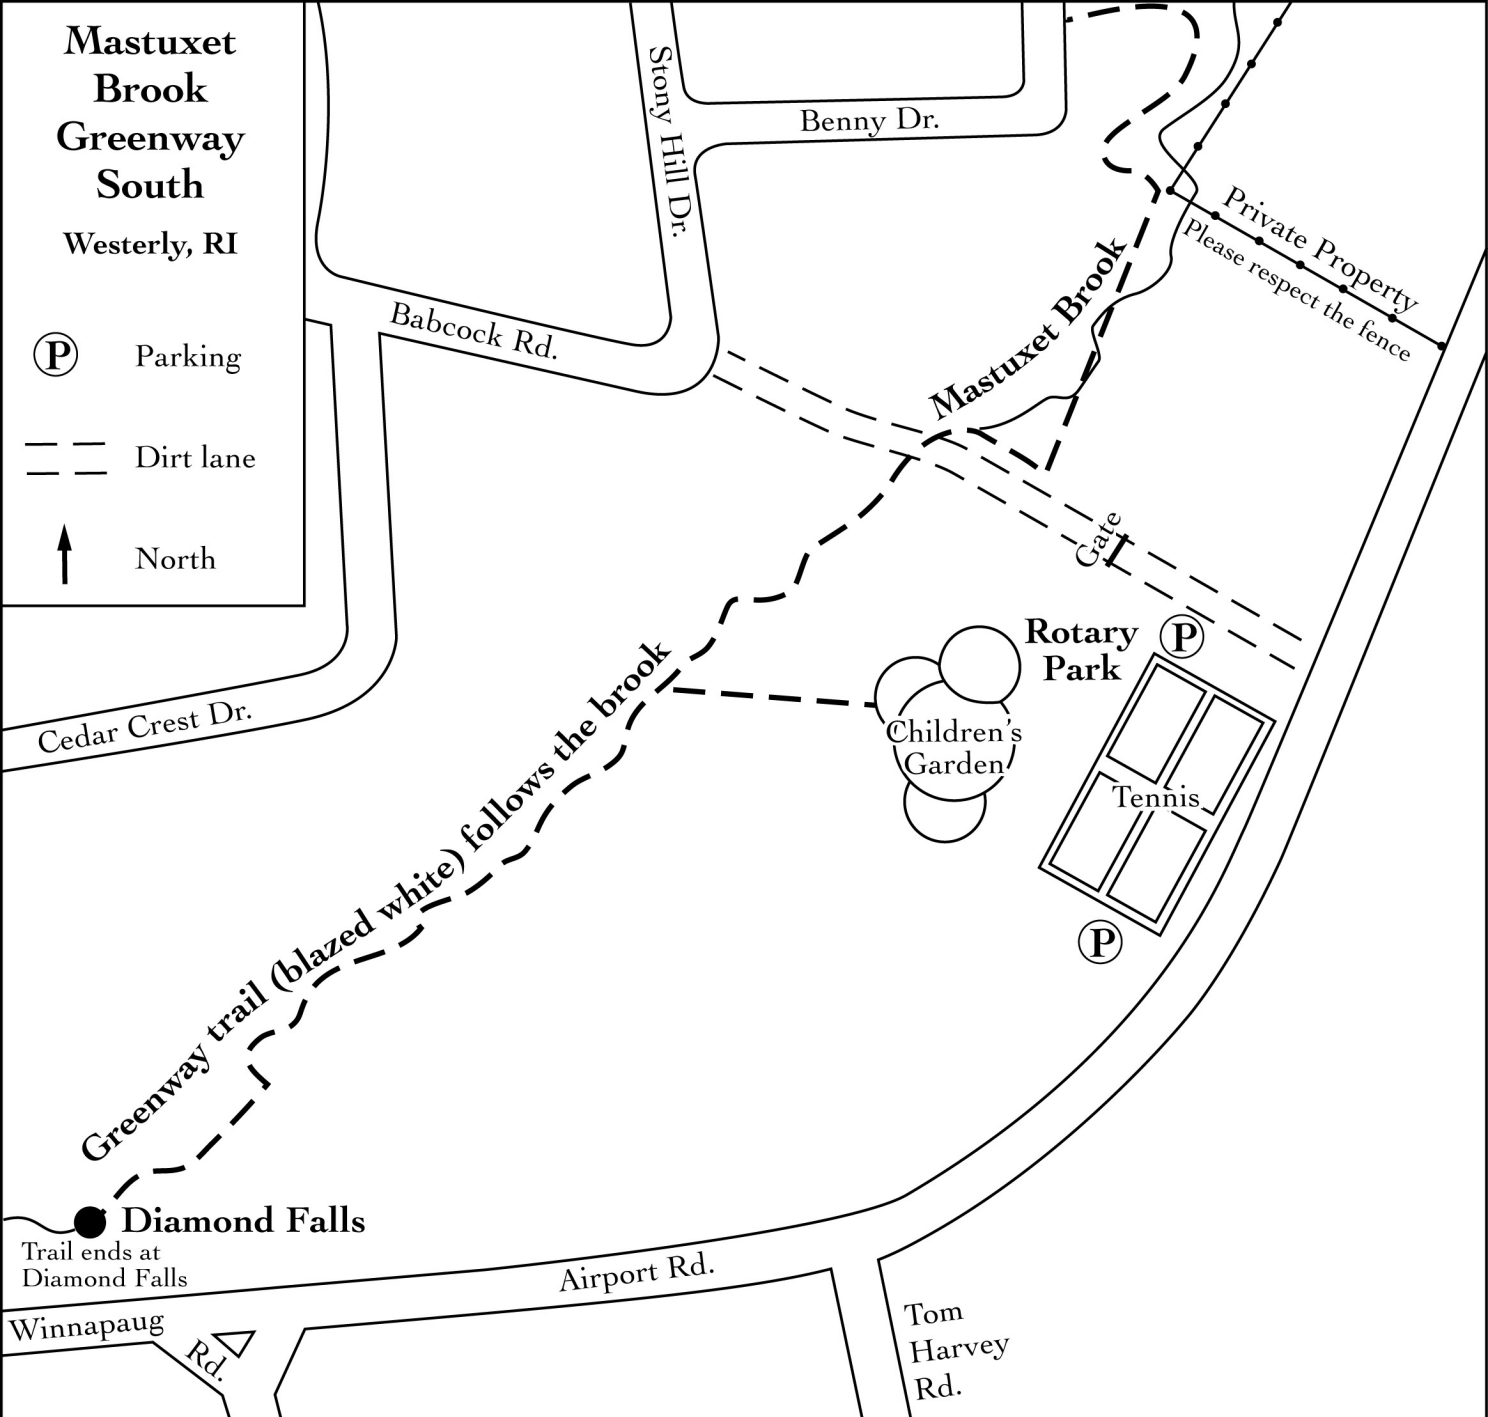 Mastuxet
Brook
Greenway
South
Westerly, RI
P
Parking
Dirt lane
North
Stony Hill Dr.
Benny Dr.
Babcock Rd.
Private Property
Please respect the fence
Mastuxet Brook
Gate
Rotary
Park
P
Children's
Garden
Tennis
P
Cedar Crest Dr.
Greenway trail (blazed white) follows the brook
Diamond Falls
Trail ends at
Diamond Falls
Airport Rd.
Winnapaug
Rd.
Tom
Harvey
Rd.